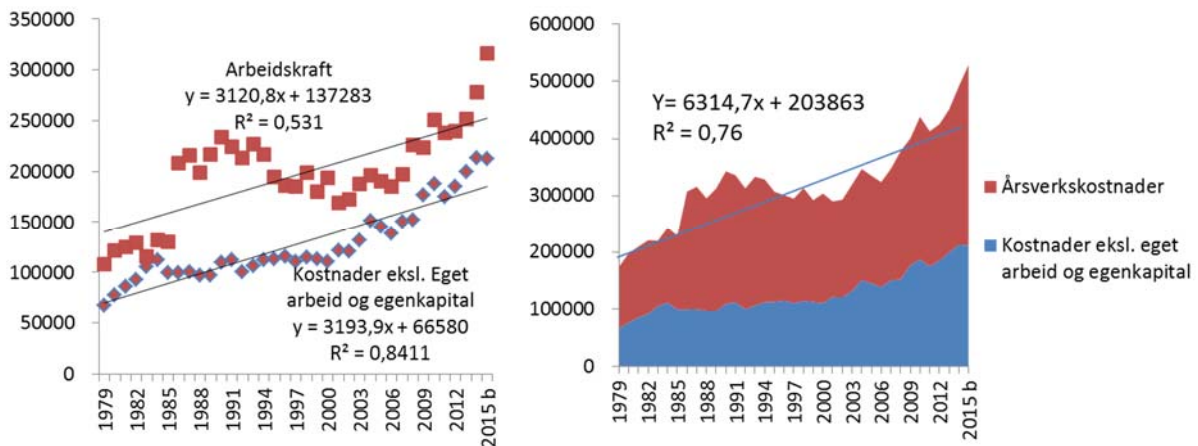 350000
300000
250000
200000
150000
100000
50000
0
Arbeidskraft
y = 3120,8x + 137283
R² = 0,531
Kostnader eksl. Eget
arbeid og egenkapital
y = 3193,9x + 66580
R² = 0,8411
1979
1982
1985
1988
1991
1994
1997
2000
2003
2006
2009
2012
2015 b
600000
500000
400000
300000
200000
100000
0
Y= 6314,7x + 203863
R² = 0,76
1979
1982
1985
1988
1991
1994
1997
2000
2003
2006
2009
2012
2015 b
Årsverkskostnader
Kostnader eksl. eget
arbeid og egenkapital